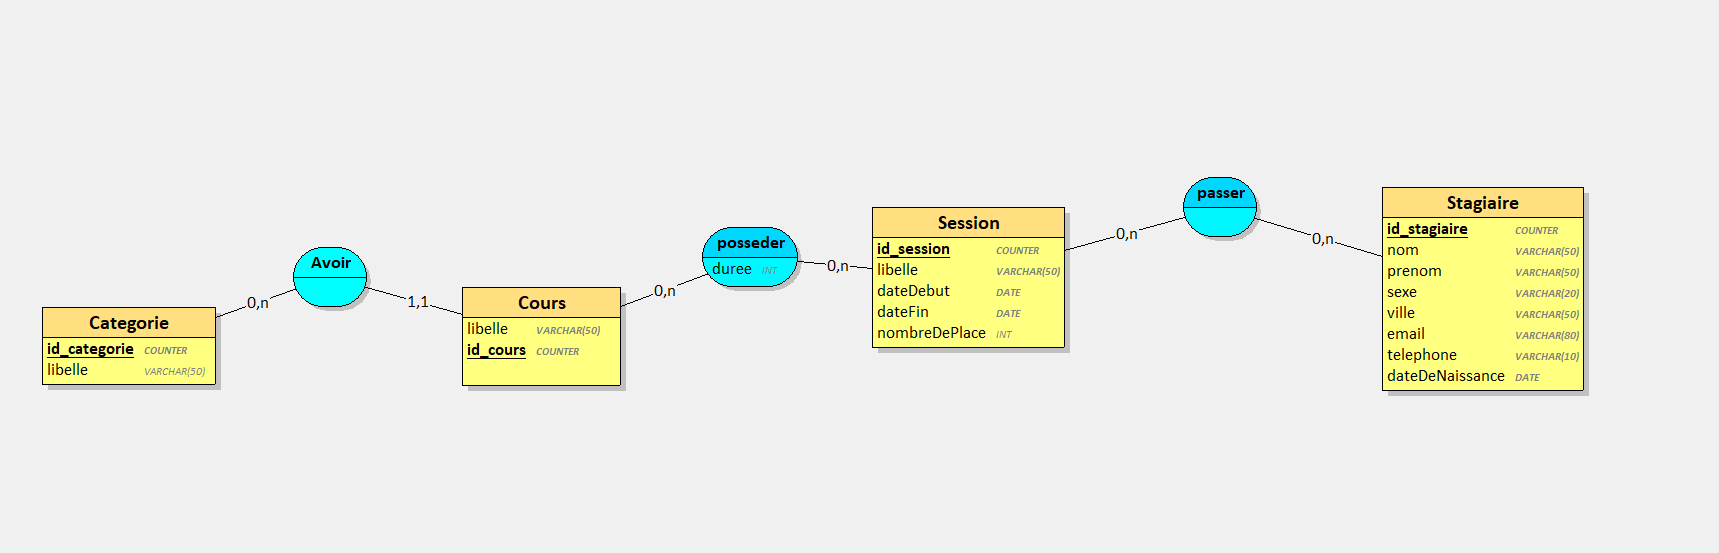 Categorie
id_categorie COUNTER
libelle VARCHAR(50)
0,n
Avoir
1,1
Cours
libelle VARCHAR(50)
id_cours COUNTER
0,n
posseder
duree INT
0,n
Session
id_session COUNTER
libelle VARCHAR(50)
dateDebut DATE
dateFin DATE
nombreDePlace INT
0,n
passer
0,n
Stagiaire
id_stagiaire COUNTER
nom VARCHAR(50)
prenom VARCHAR(50)
sexe VARCHAR(20)
ville VARCHAR(50)
email VARCHAR(80)
telephone VARCHAR(10)
dateDeNaissance DATE